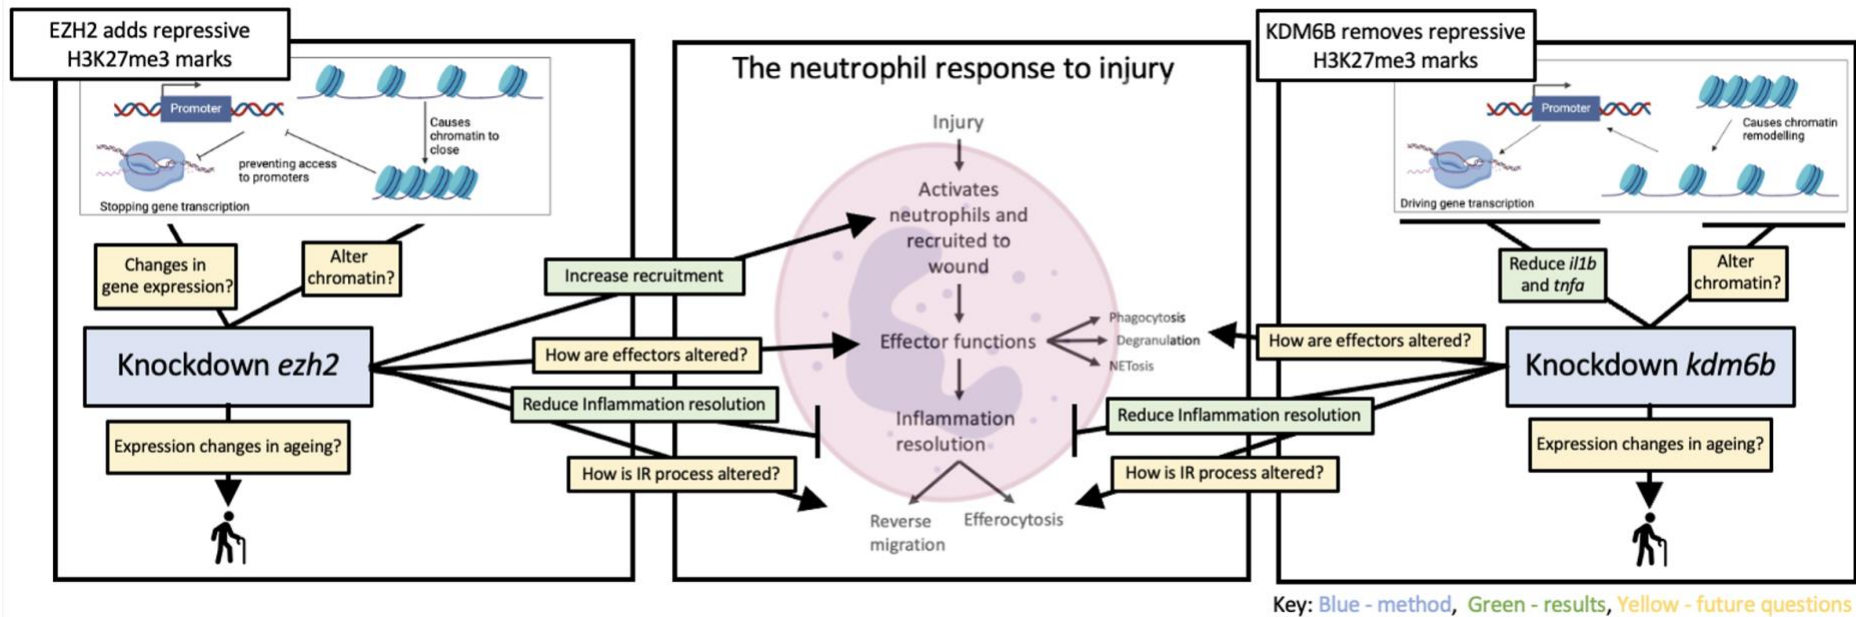 EZH2 adds repressive
H3K27me3 marks
Promoter
Causes
chromatin to
close
preventing access
to promoters
Stopping gene transcription
Changes in
gene expression?
Alter
chromatin?
Knockdown ezh2
Expression changes in ageing?
Increase recruitment
How are effectors altered?
Reduce Inflammation resolution
How is IR process altered?
The neutrophil response to injury
Injury
Activates
neutrophils and
recruited to
wound
Effector functions
Phagocytosis
Degranulation
NETosis
Inflammation
resolution
Reverse
migration
Efferocytosis
KDM6B removes repressive
H3K27me3 marks
Promoter
Causes chromatin
remodelling
Driving gene transcription
Reduce il1b
and tnfa
Alter
chromatin?
How are effectors altered?
Knockdown kdm6b
Reduce Inflammation resolution
How is IR process altered?
Expression changes in ageing?
Key: Blue - method, Green - results, Yellow - future questions